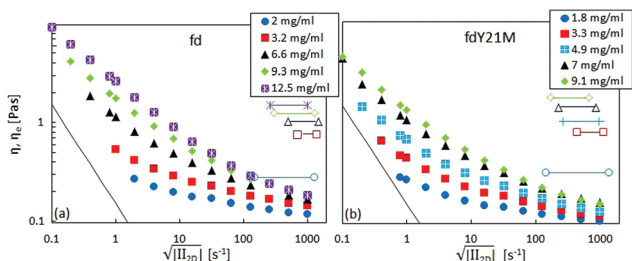 fd
2 mg/ml
3.2 mg/ml
6.6 mg/ml
9.3 mg/ml
12.5 mg/ml
η, ηe [Pas]
1
0.1
(a)
0.1 1 10 100 1000
√|II2D| [s-1]
fdY21M
1.8 mg/ml
3.3 mg/ml
4.9 mg/ml
7 mg/ml
9.1 mg/ml
(b)
0.1 1 10 100 1000
√|II2D| [s-1]